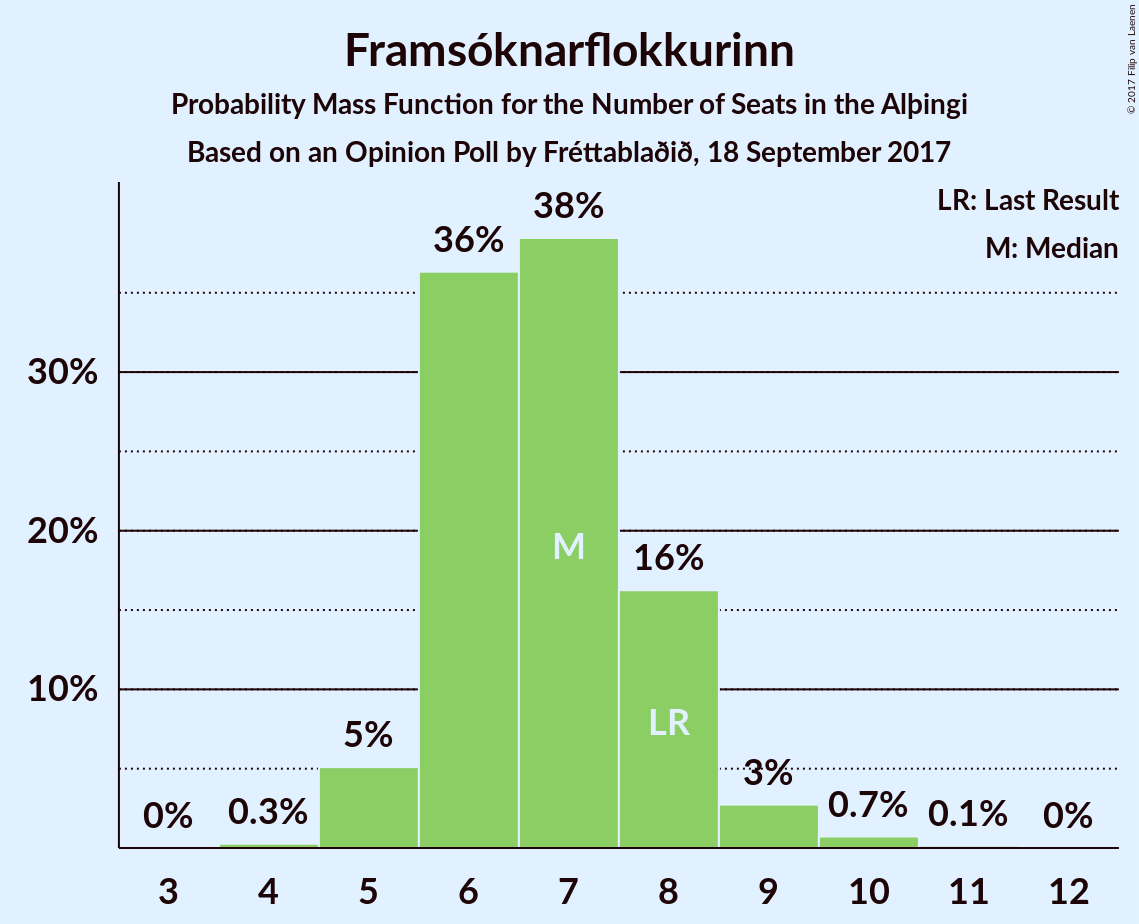 Framsóknarflokkurinn
Probability Mass Function for the Number of Seats in the Alþingi
Based on an Opinion Poll by Fréttablaðið, 18 September 2017
© 2017 Filip van Laenen
LR: Last Result
M: Median
38%
36%
30%
20%
M
16%
10%
LR
5%
3%
0%
0.3%
0.7%
0.1%
0%
3 4 5 6 7 8 9 10 11 12